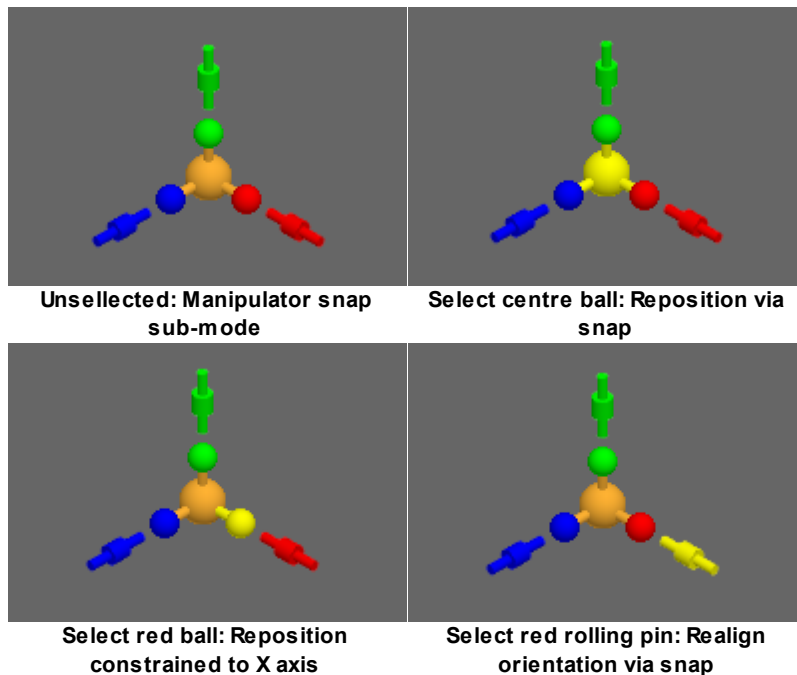 Unsellected: Manipulator snap
sub-mode
Select centre ball: Reposition via
snap
Select red ball: Reposition
constrained to X axis
Select red rolling pin: Realign
orientation via snap